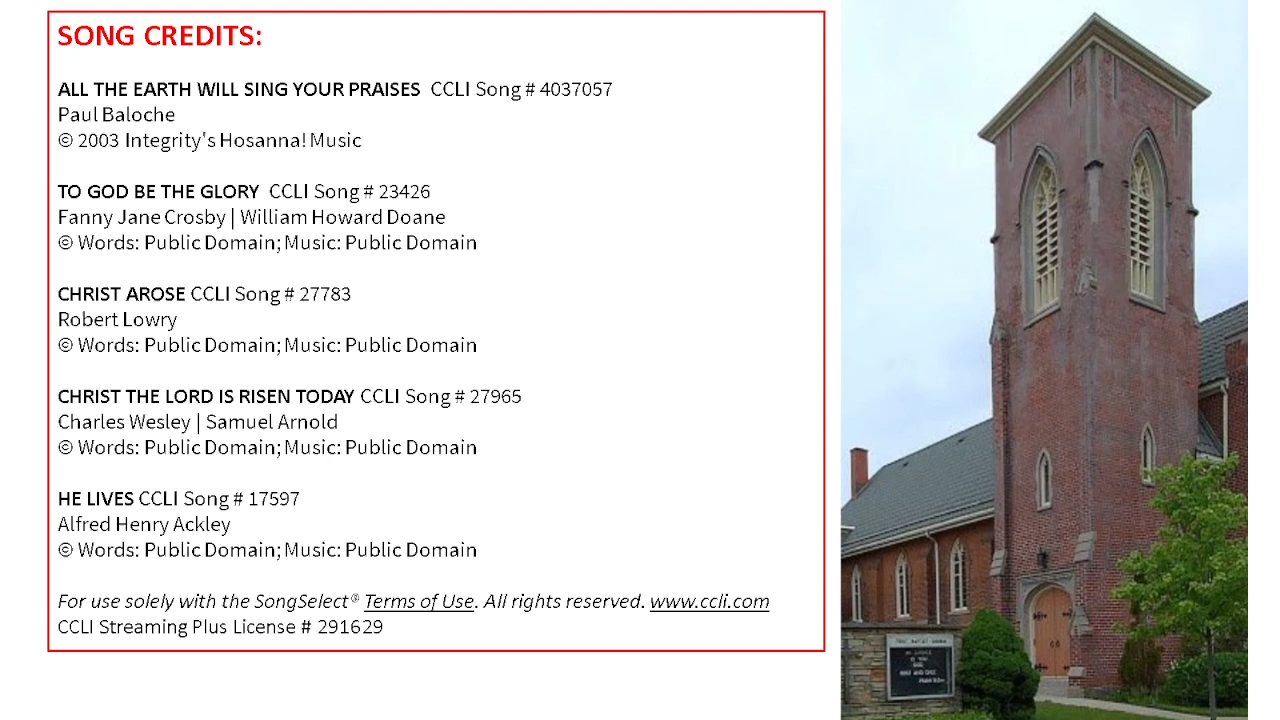 SONG CREDITS:
ALL THE EARTH WILL SING YOUR PRAISES CCLI Song # 4037057
Paul Baloche
© 2003 Integrity's Hosanna! Music
TO GOD BE THE GLORY CCLI Song # 23426
Fanny Jane Crosby | William Howard Doane
© Words: Public Domain; Music: Public Domain
CHRIST AROSE CCLI Song # 27783
Robert Lowry
© Words: Public Domain; Music: Public Domain
CHRIST THE LORD IS RISEN TODAY CCLI Song # 27965
Charles Wesley | Samuel Arnold
© Words: Public Domain; Music: Public Domain
HE LIVES CCLI Song # 17597
Alfred Henry Ackley
© Words: Public Domain; Music: Public Domain
For use solely with the SongSelect® Terms of Use. All rights reserved. www.ccli.com
CCLI Streaming Plus License # 291629